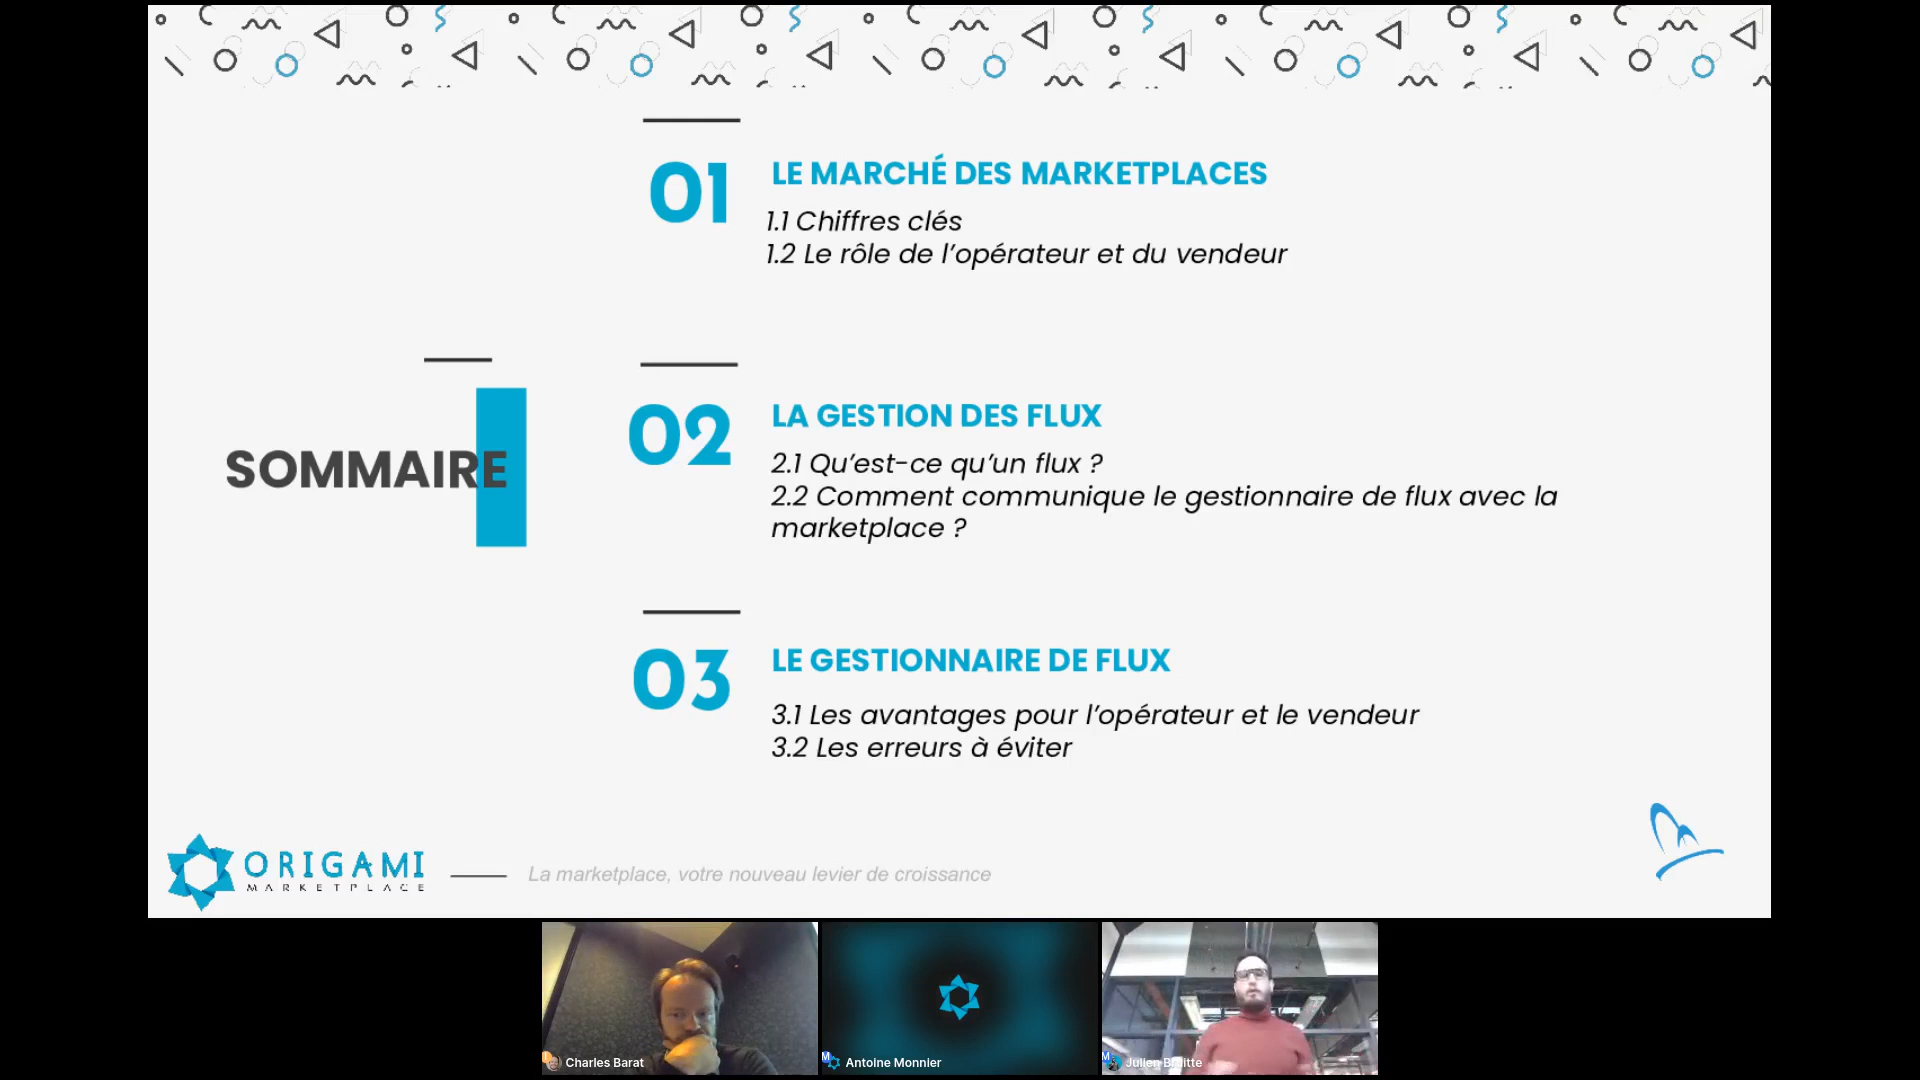 01
LE MARCHÉ DES MARKETPLACES
1.1 Chiffres clés
1.2 Le rôle de l’opérateur et du vendeur
SOMMAIRE
02
LA GESTION DES FLUX
2.1 Qu’est-ce qu’un flux ?
2.2 Comment communique le gestionnaire de flux avec la
marketplace ?
03
LE GESTIONNAIRE DE FLUX
3.1 Les avantages pour l’opérateur et le vendeur
3.2 Les erreurs à éviter
ORIGAMI
MARKETPLACE
La marketplace, votre nouveau levier de croissance
Charles Barat
Antoine Monnier
Julien